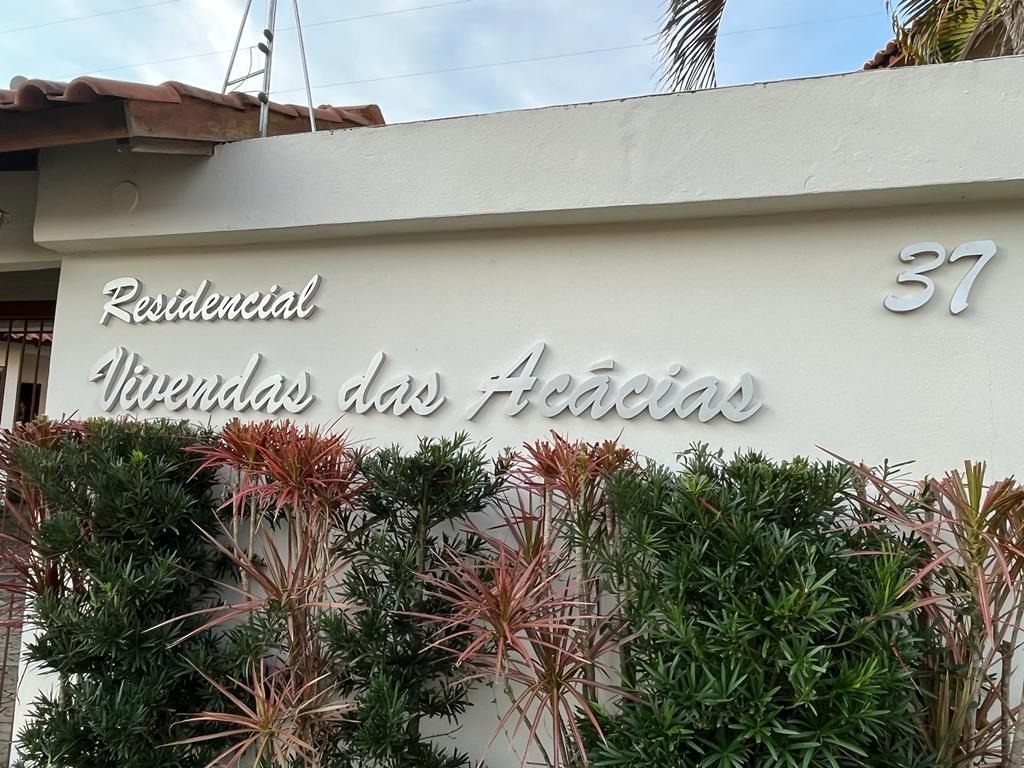 Residencial 37
Vivendas das Acácias